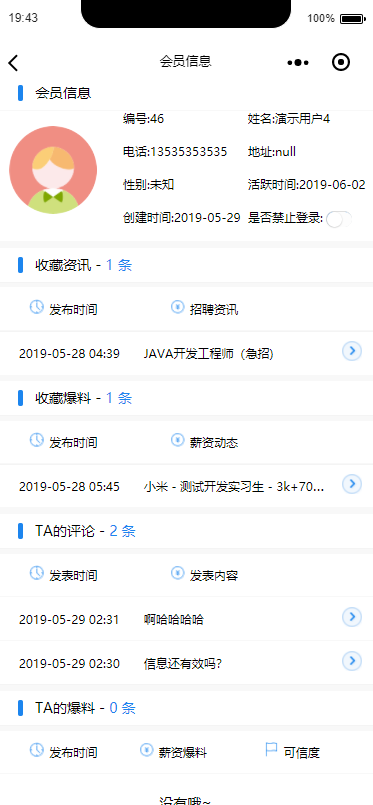 19:43
100%
会员信息
会员信息
编号:46 姓名:演示用户4
电话:13535353535 地址:null
性别:未知 活跃时间:2019-06-02
创建时间:2019-05-29 是否禁止登录:
收藏资讯 - 1 条
发布时间 招聘资讯
2019-05-28 04:39 JAVA开发工程师（急招）
收藏爆料 - 1 条
发布时间 薪资动态
2019-05-28 05:45 小米 - 测试开发实习生 - 3k+70...
TA的评论 - 2 条
发表时间 发表内容
2019-05-29 02:31 啊哈哈哈哈
2019-05-29 02:30 信息还有效吗?
TA的爆料 - 0 条
发布时间 薪资爆料 可信度
没有哦~